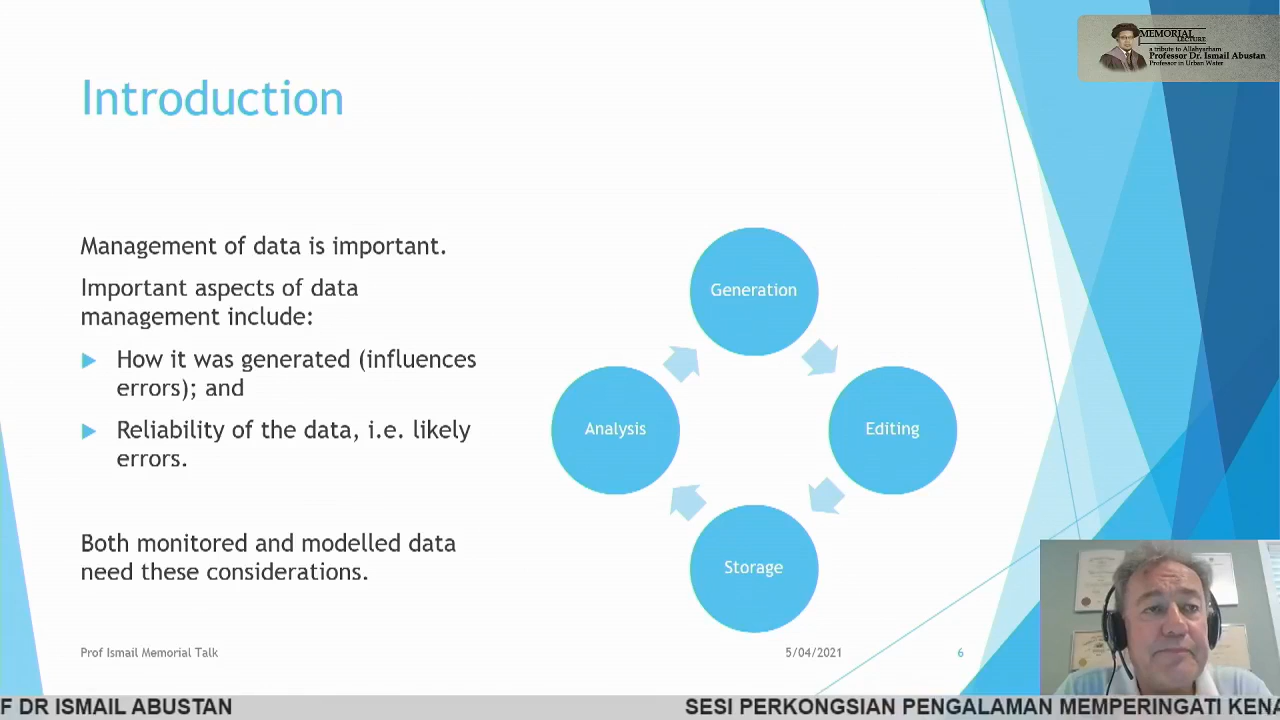 MEMORIAL
LECTURE
a tribute to Allahyarham
Professor Dr. Ismail Abustan
Professor in Urban Water
Introduction
Management of data is important.
Important aspects of data
management include:
How it was generated (influences
errors); and
Reliability of the data, i.e. likely
errors.
Both monitored and modelled data
need these considerations.
Generation
Analysis
Editing
Storage
Prof Ismail Memorial Talk
5/04/2021
6
F DR ISMAIL ABUSTAN
SESI PERKONGSIAN PENGALAMAN MEMPERINGATI KENA